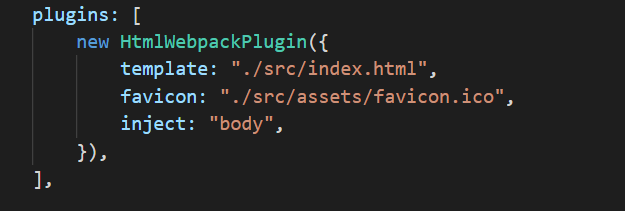 plugins: [
new HtmlWebpackPlugin({
template: "./src/index.html",
favicon: "./src/assets/favicon.ico",
inject: "body",
}),
],